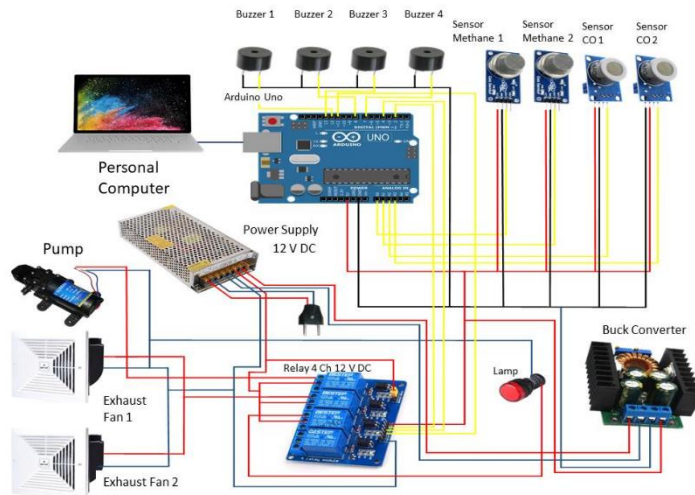 Buzzer 1
Buzzer 2
Buzzer 3
Buzzer 4
Sensor
Methane 1
Sensor
Methane 2
Sensor
CO 1
Sensor
CO 2
Arduino Uno
UNO
ARDUINO
Personal
Computer
Power Supply
12 V DC
Pump
Buck Converter
Lamp
Relay 4 Ch 12 V DC
Exhaust
Fan 1
Exhaust Fan 2